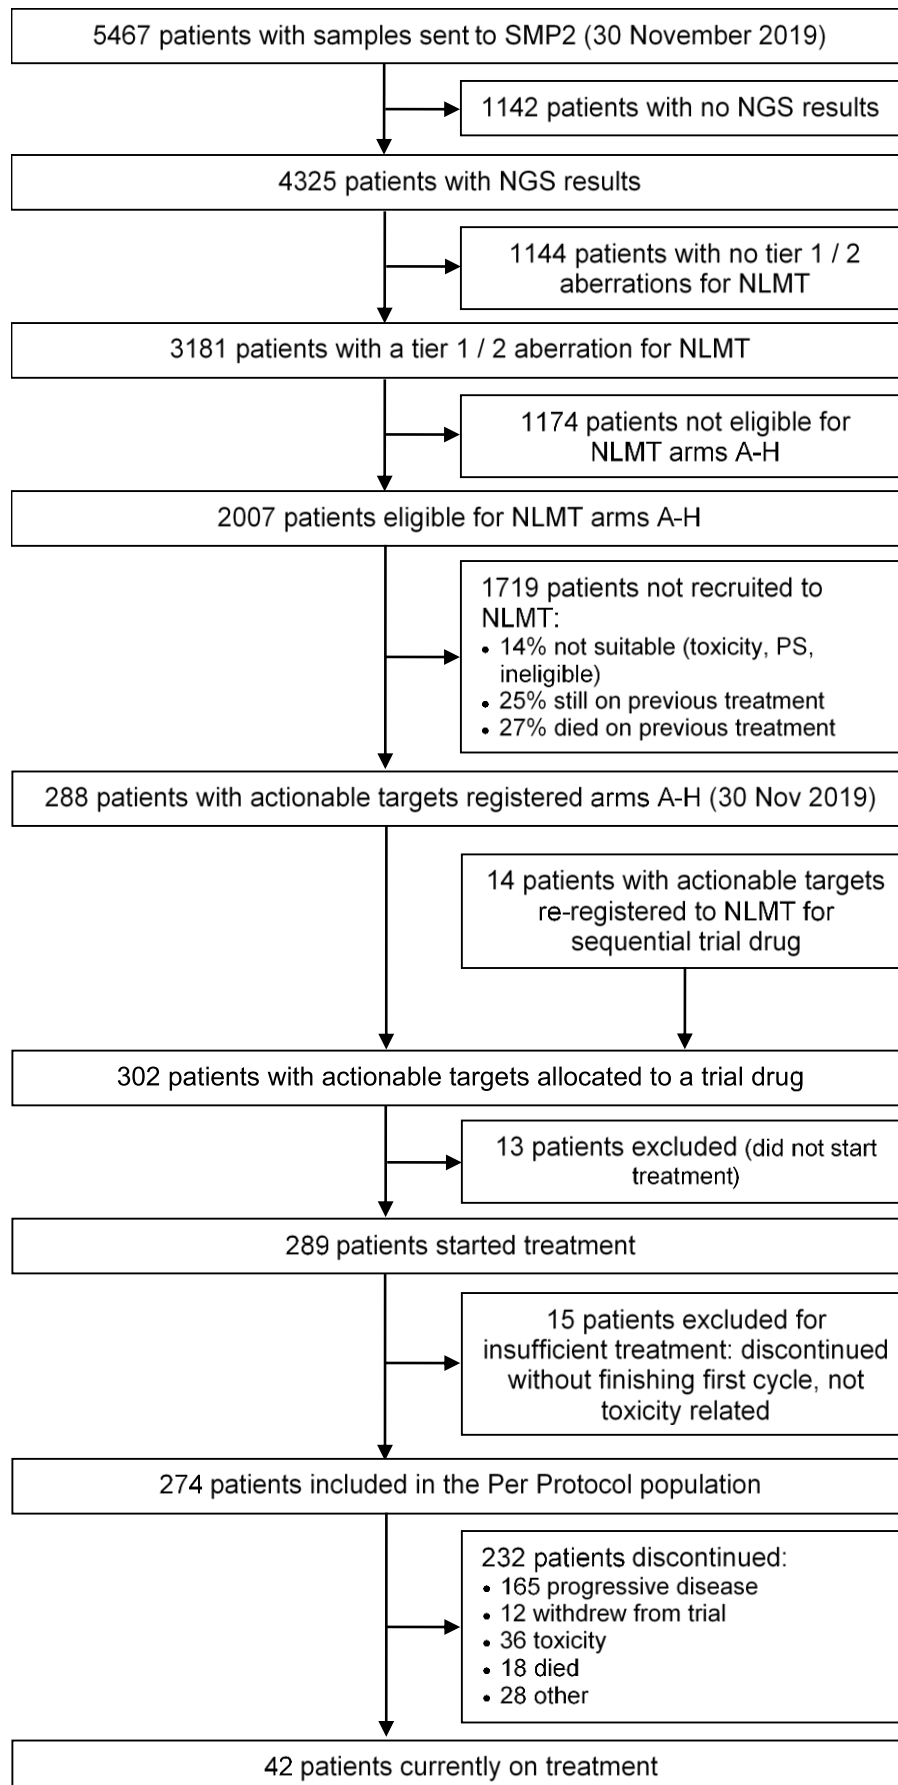 5467 patients with samples sent to SMP2 (30 November 2019)
1142 patients with no NGS results
4325 patients with NGS results
1144 patients with no tier 1 / 2
aberrations for NLMT
3181 patients with a tier 1 / 2 aberration for NLMT
1174 patients not eligible for
NLMT arms A-H
2007 patients eligible for NLMT arms A-H
1719 patients not recruited to
NLMT:
• 14% not suitable (toxicity, PS,
ineligible)
• 25% still on previous treatment
• 27% died on previous treatment
288 patients with actionable targets registered arms A-H (30 Nov 2019)
14 patients with actionable targets
re-registered to NLMT for
sequential trial drug
302 patients with actionable targets allocated to a trial drug
13 patients excluded (did not start
treatment)
289 patients started treatment
15 patients excluded for
insufficient treatment: discontinued
without finishing first cycle, not
toxicity related
274 patients included in the Per Protocol population
232 patients discontinued:
• 165 progressive disease
• 12 withdrew from trial
• 36 toxicity
• 18 died
• 28 other
42 patients currently on treatment